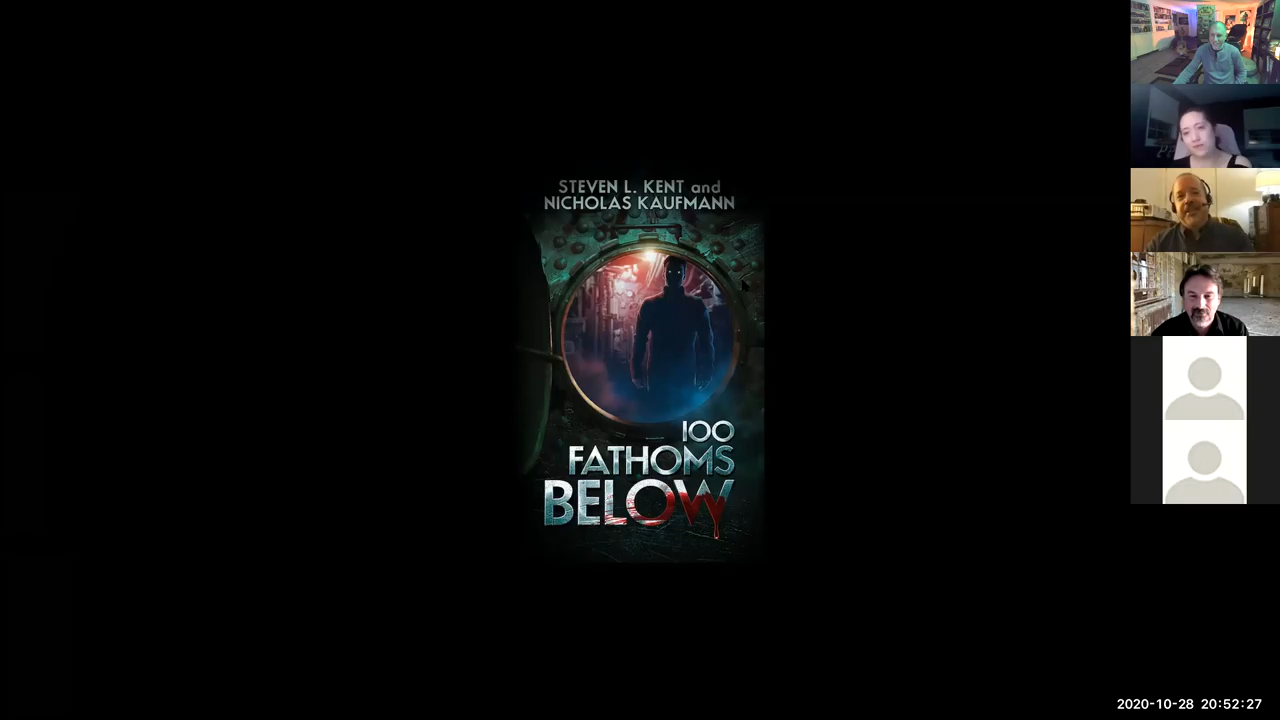 STEVEN L. KENT and
NICHOLAS KAUFMANN
100
FATHOMS
BELOW
2020-10-28 20:52:27